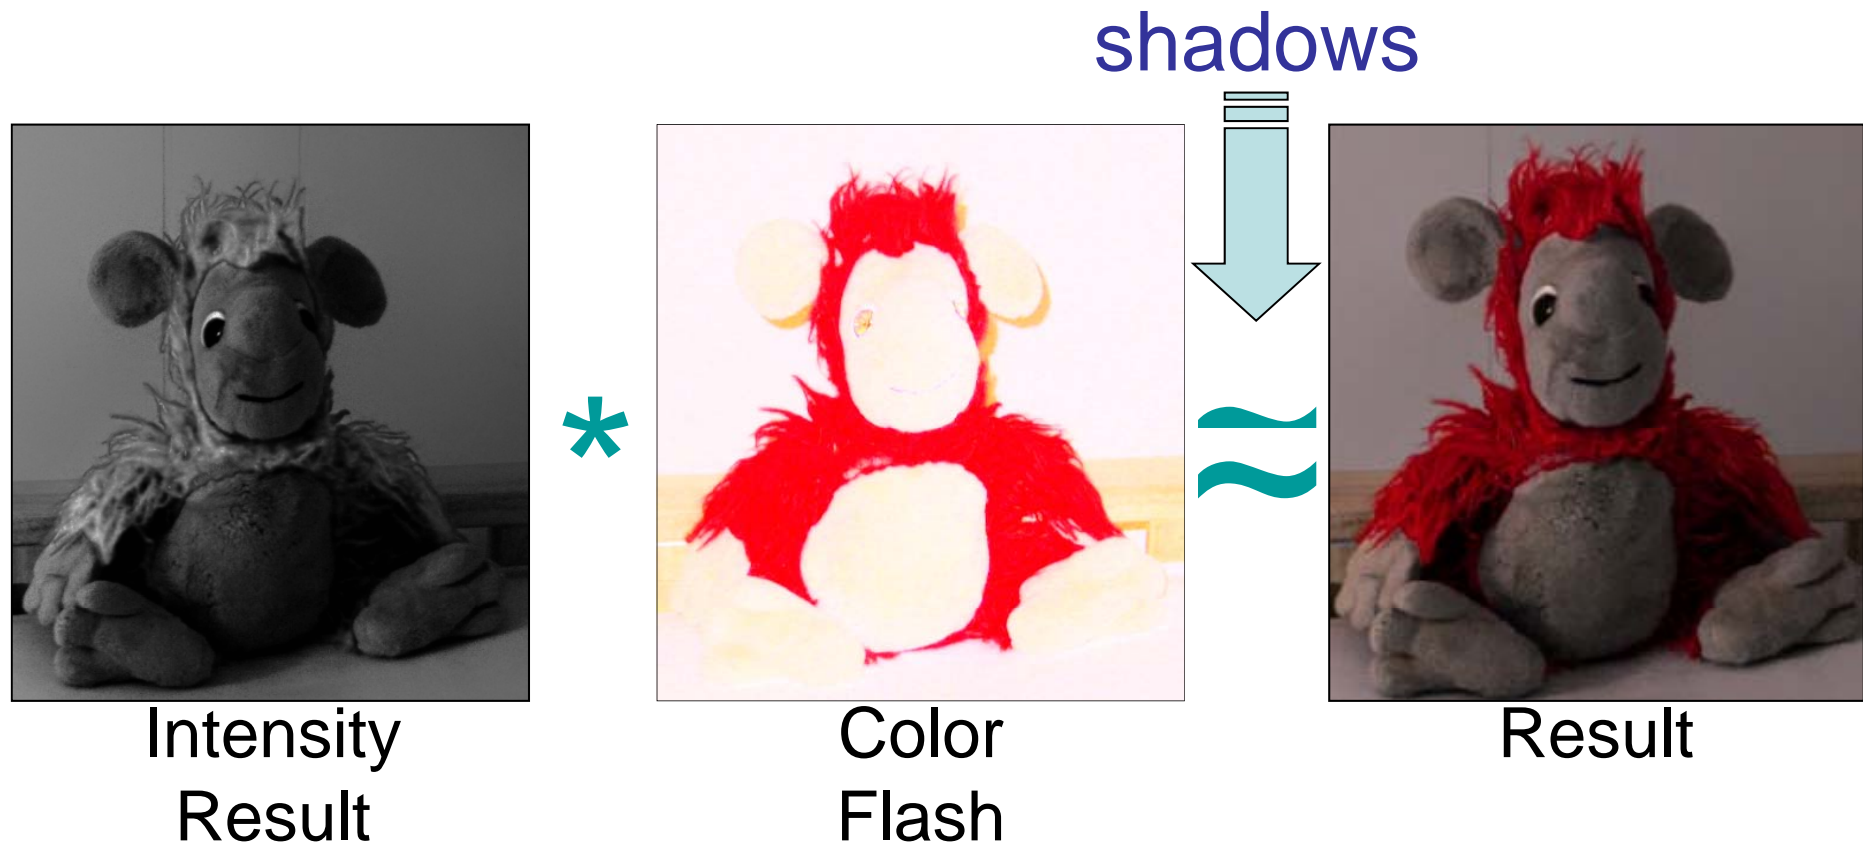 shadows
*
≈
Intensity
Result
Color
Flash
Result